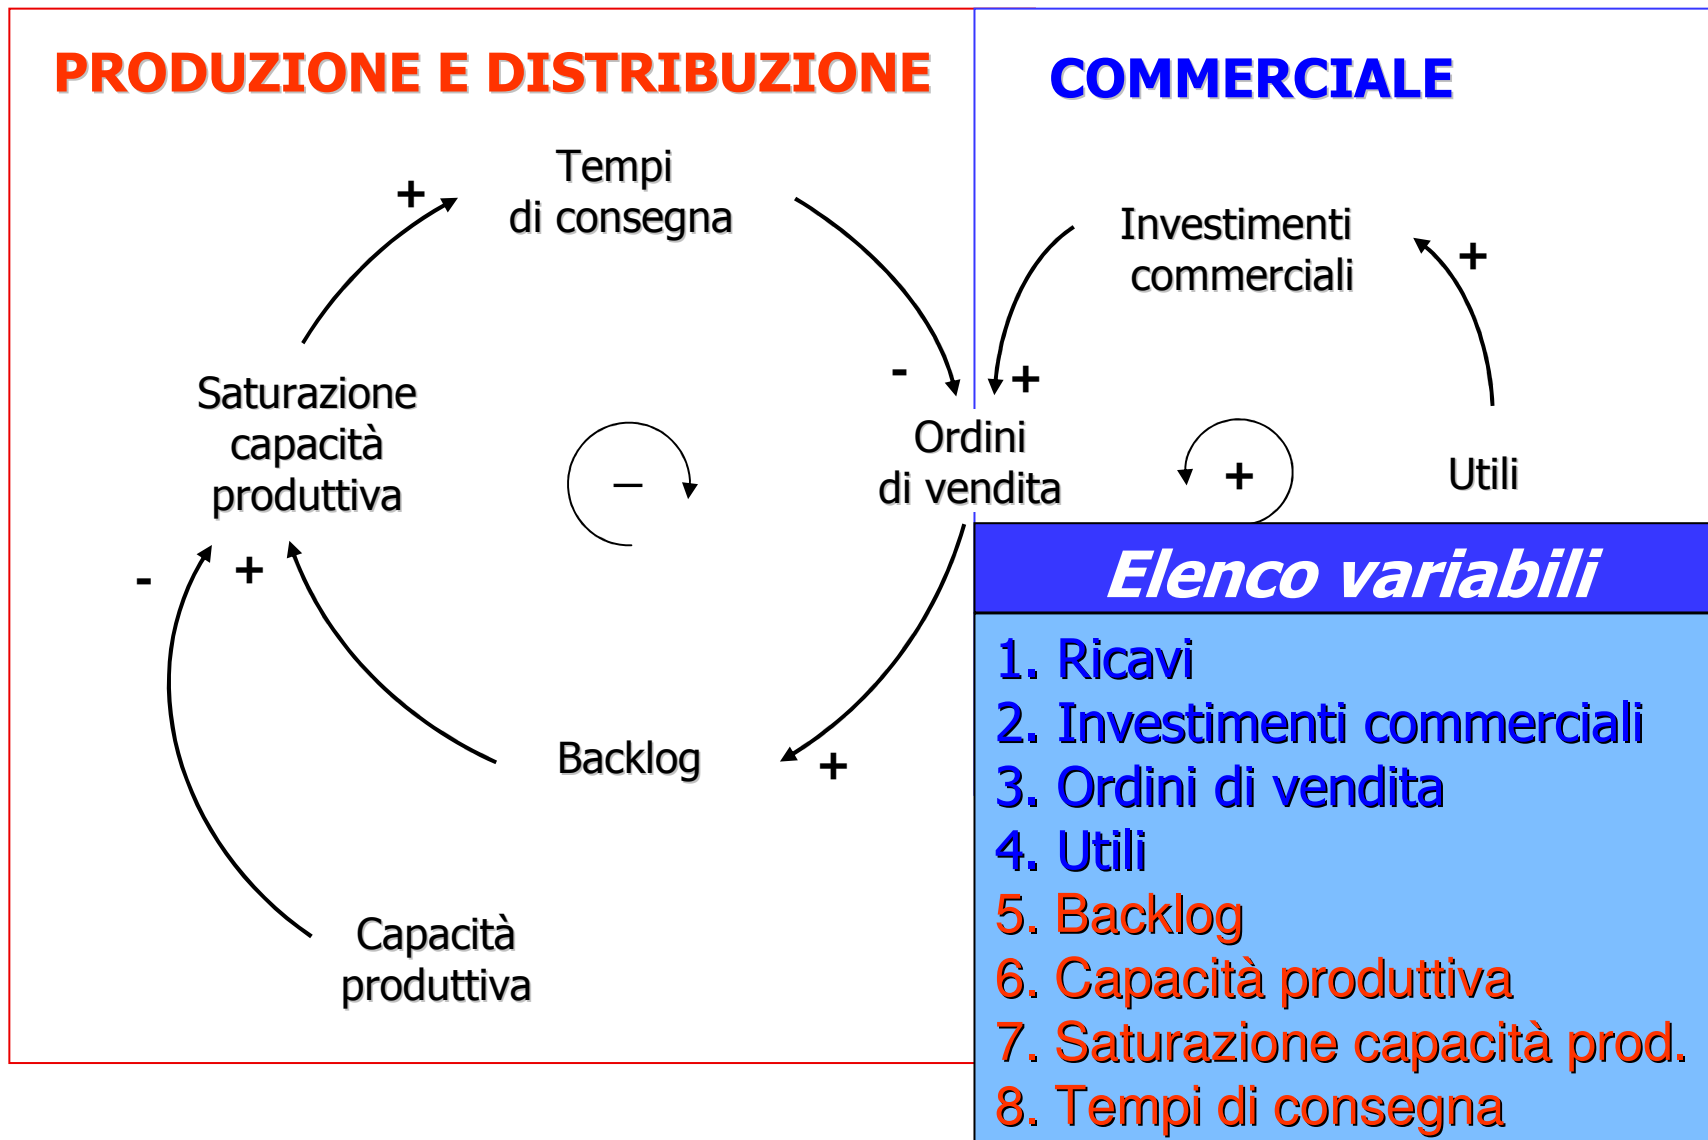 PRODUZIONE E DISTRIBUZIONE
COMMERCIALE
Tempi
di consegna
+
Investimenti
commerciali
+
Saturazione
capacità
produttiva
-
+
Ordini
di vendita
–
+
Utili
-
+
Backlog
+
Capacità
produttiva
Elenco variabili
1. Ricavi
2. Investimenti commerciali
3. Ordini di vendita
4. Utili
5. Backlog
6. Capacità produttiva
7. Saturazione capacità prod.
8. Tempi di consegna